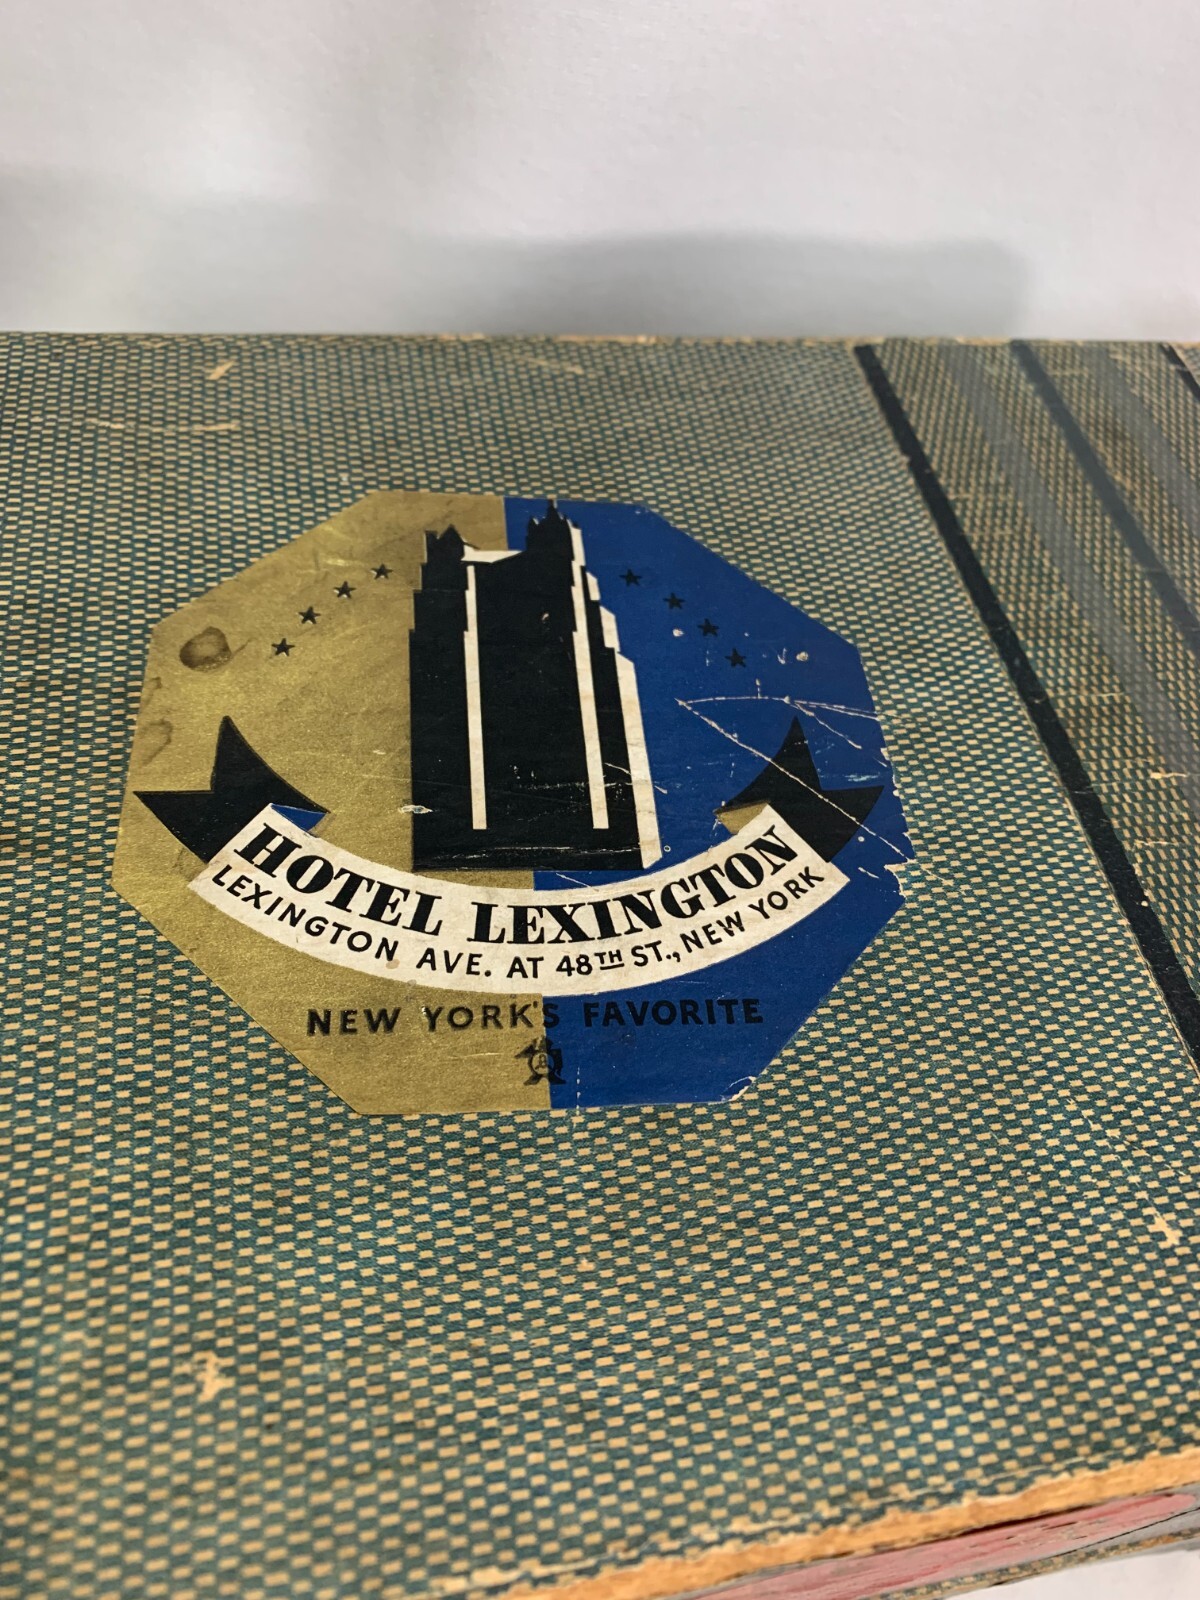 HOTEL LEXINGTON
LEXINGTON AVE. AT 48TH ST., NEW YORK
NEW YORK'S FAVORITE